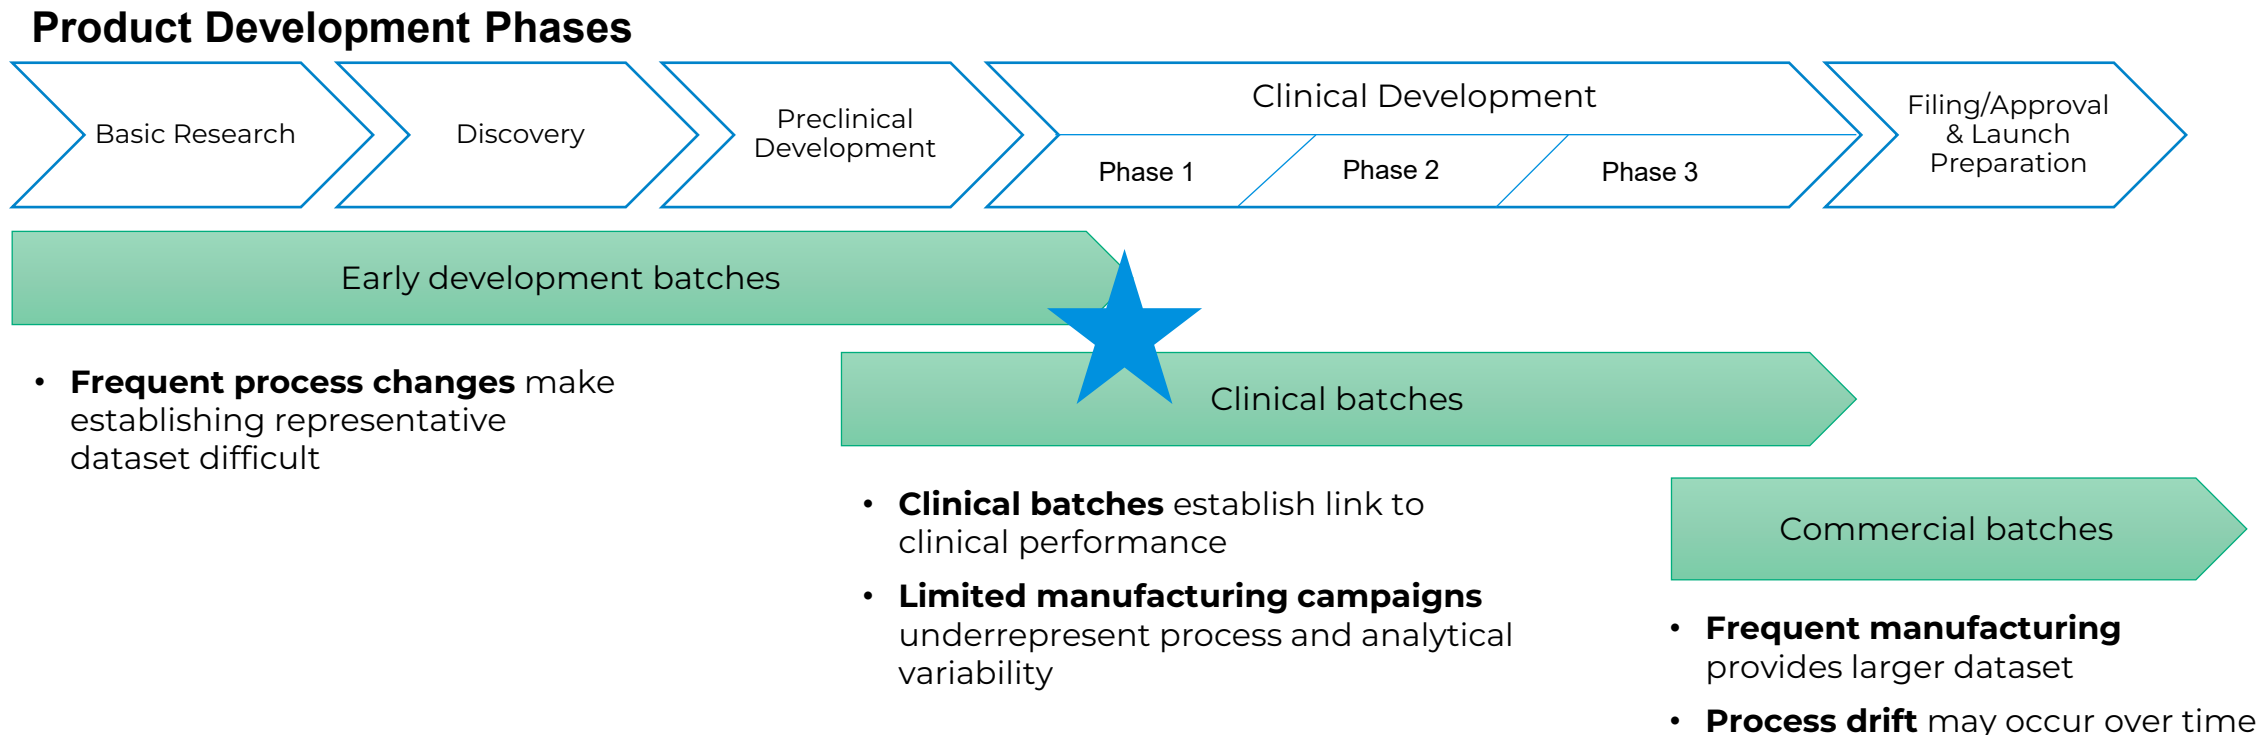 Product Development Phases
Basic Research
Discovery
Preclinical
Development
Clinical Development
Phase 1
Phase 2
Phase 3
Filing/Approval
& Launch
Preparation
Early development batches
• Frequent process changes make
establishing representative
dataset difficult
Clinical batches
• Clinical batches establish link to
clinical performance
• Limited manufacturing campaigns
underrepresent process and analytical
variability
Commercial batches
• Frequent manufacturing
provides larger dataset
• Process drift may occur over time